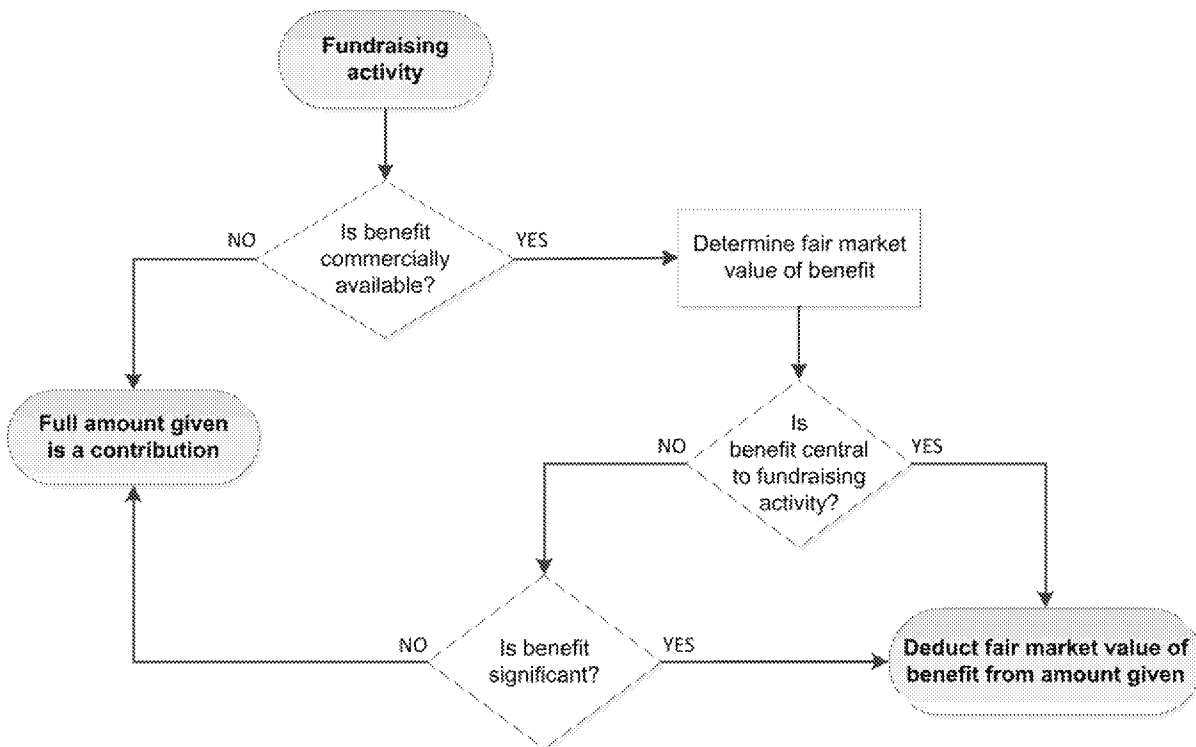 Fundraising
activity
NO
Is benefit
commercially
available?
YES
Determine fair market
value of benefit
Full amount given
is a contribution
NO
Is
benefit central
to fundraising
activity?
YES
NO
Is benefit
significant?
YES
Deduct fair market value of
benefit from amount given